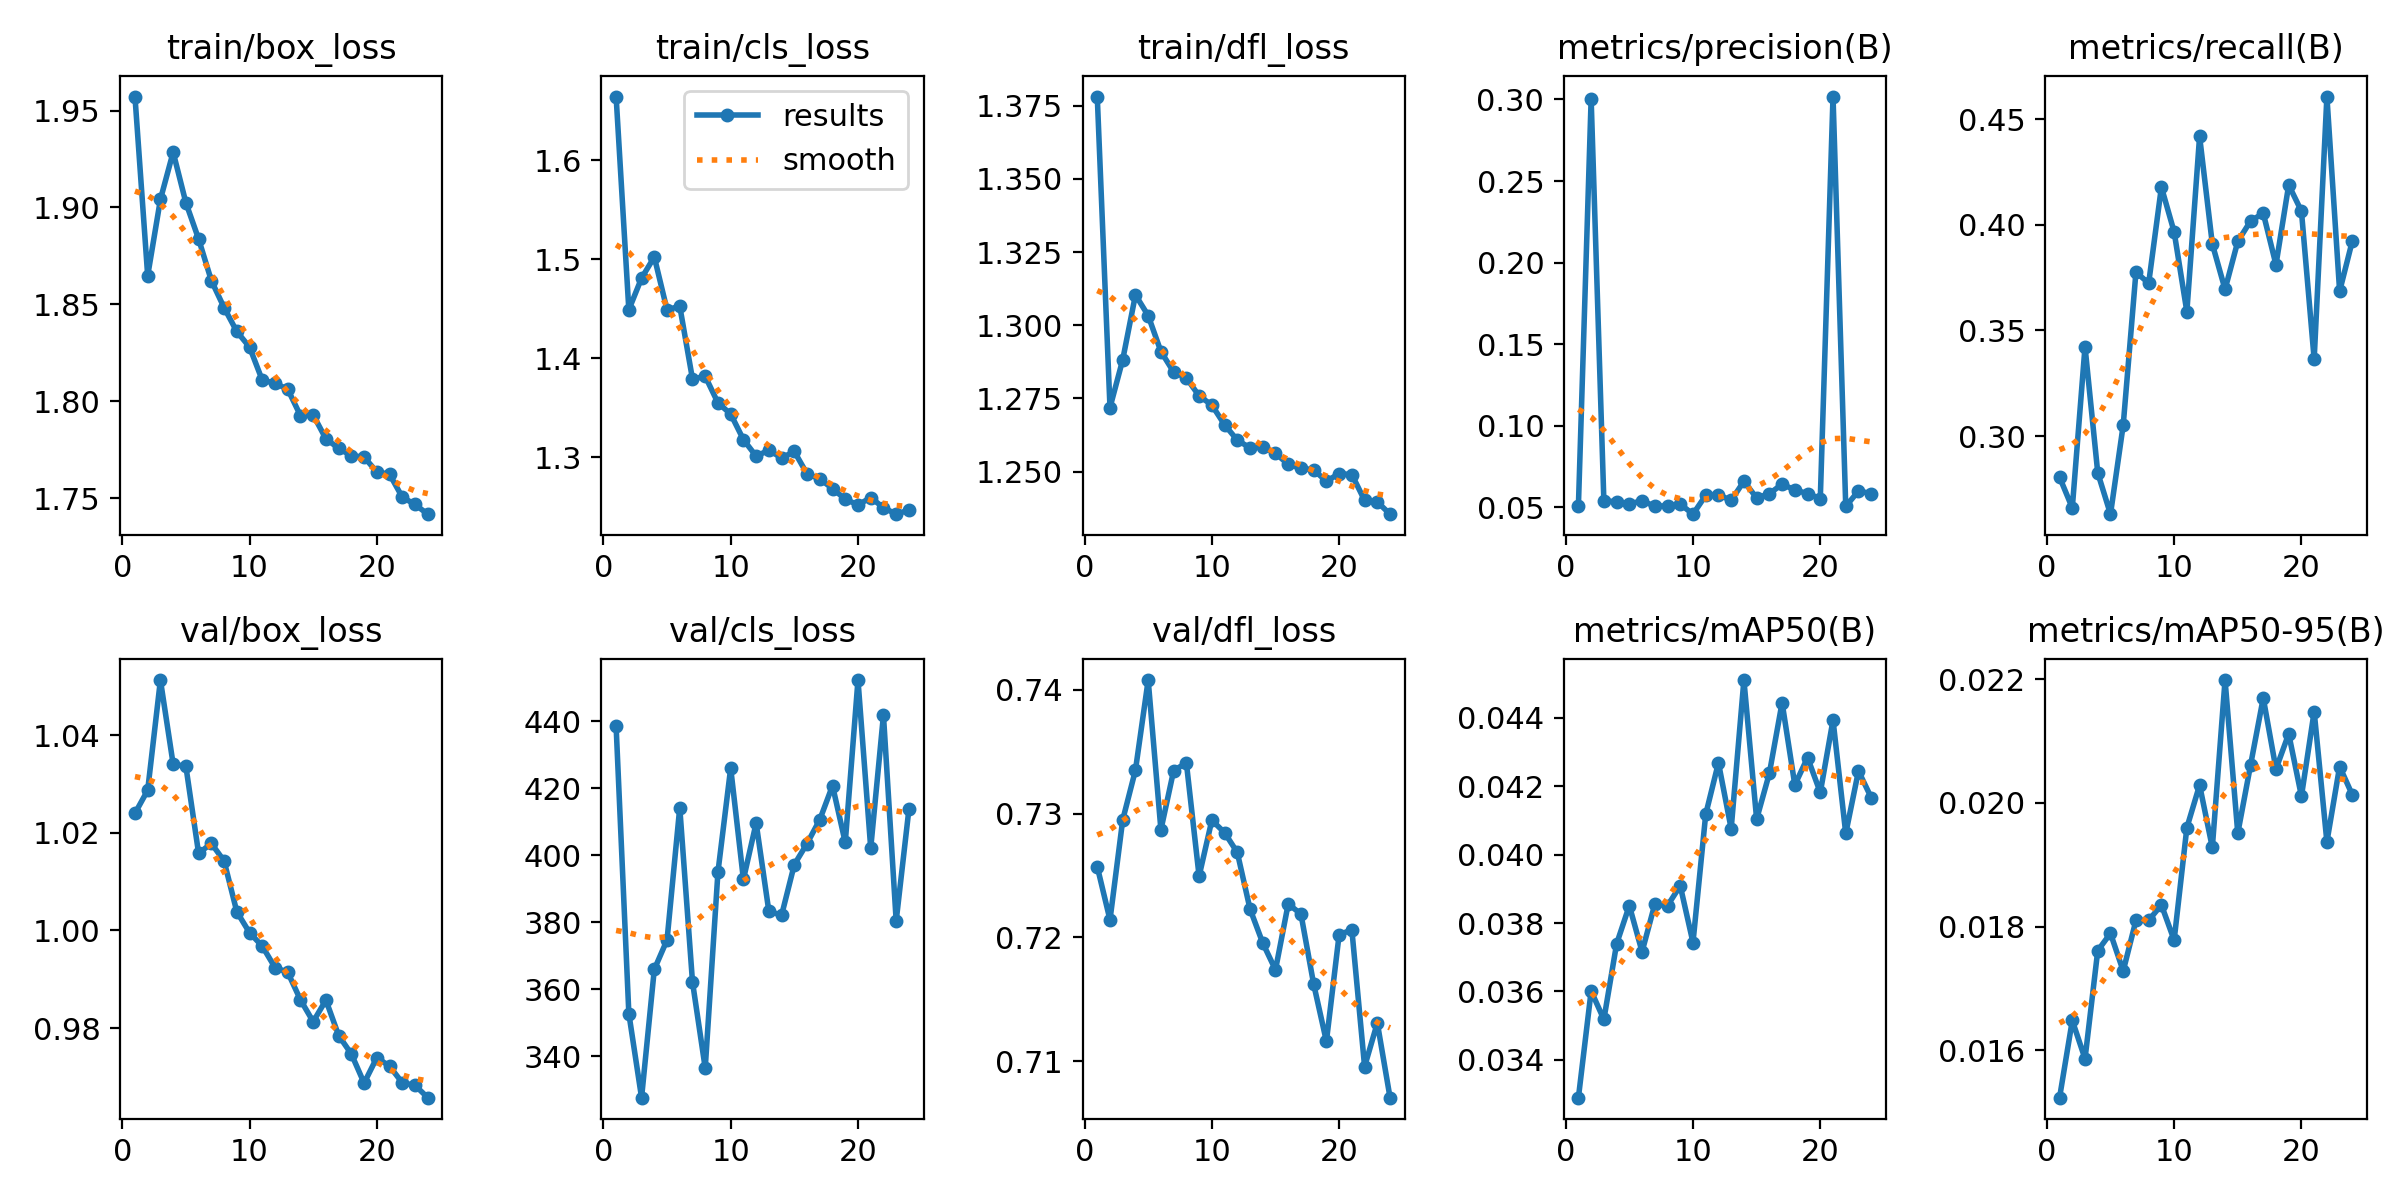 train/box_loss
1.95
1.90
1.85
1.80
1.75
0 10 20
train/cls_loss
results
smooth
1.6
1.5
1.4
1.3
0 10 20
train/dfl_loss
1.375
1.350
1.325
1.300
1.275
1.250
0 10 20
metrics/precision(B)
0.30
0.25
0.20
0.15
0.10
0.05
0 10 20
metrics/recall(B)
0.45
0.40
0.35
0.30
0 10 20
val/box_loss
1.04
1.02
1.00
0.98
0 10 20
val/cls_loss
440
420
400
380
360
340
0 10 20
val/dfl_loss
0.74
0.73
0.72
0.71
0 10 20
metrics/mAP50(B)
0.044
0.042
0.040
0.038
0.036
0.034
0 10 20
metrics/mAP50-95(B)
0.022
0.020
0.018
0.016
0 10 20